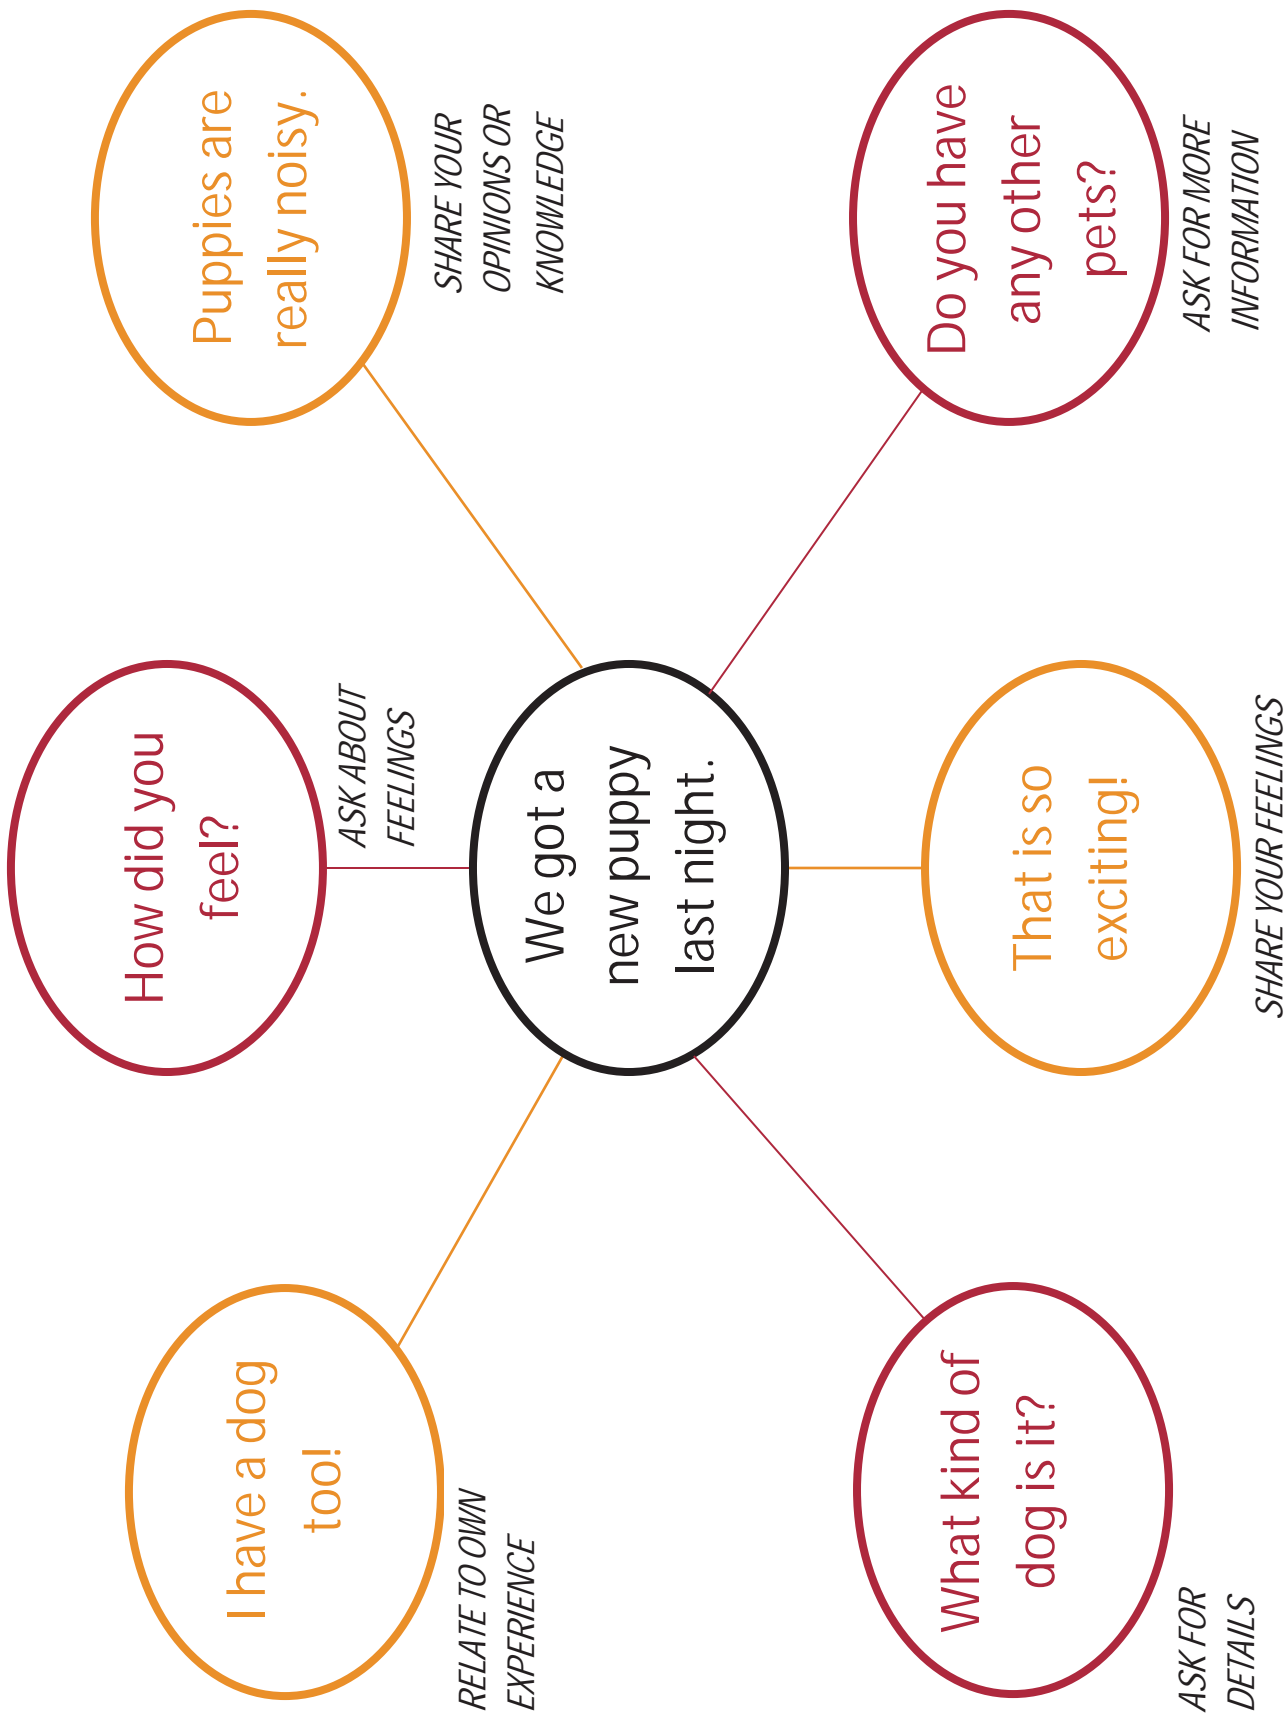 I have a dog
too!
RELATE TO OWN
EXPERIENCE
How did you
feel?
ASK ABOUT
FEELINGS
Puppies are
really noisy.
SHARE YOUR
OPINIONS OR
KNOWLEDGE
We got a
new puppy
last night.
What kind of
dog is it?
ASK FOR
DETAILS
That is so
exciting!
SHARE YOUR FEELINGS
Do you have
any other
pets?
ASK FOR MORE
INFORMATION